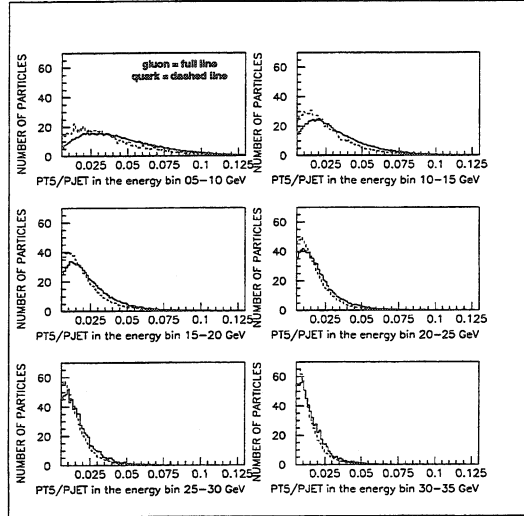 NUMBER OF PARTICLES
60
40
20
0
gluon = full line
quark = dashed line
0.025 0.05 0.075 0.1 0.125
PT5/PJET in the energy bin 05-10 GeV
NUMBER OF PARTICLES
60
40
20
0
0.025 0.05 0.075 0.1 0.125
PT5/PJET in the energy bin 10-15 GeV
NUMBER OF PARTICLES
60
40
20
0
0.025 0.05 0.075 0.1 0.125
PT5/PJET in the energy bin 15-20 GeV
NUMBER OF PARTICLES
60
40
20
0
0.025 0.05 0.075 0.1 0.125
PT5/PJET in the energy bin 20-25 GeV
NUMBER OF PARTICLES
60
40
20
0
0.025 0.05 0.075 0.1 0.125
PT5/PJET in the energy bin 25-30 GeV
NUMBER OF PARTICLES
60
40
20
0
0.025 0.05 0.075 0.1 0.125
PT5/PJET in the energy bin 30-35 GeV